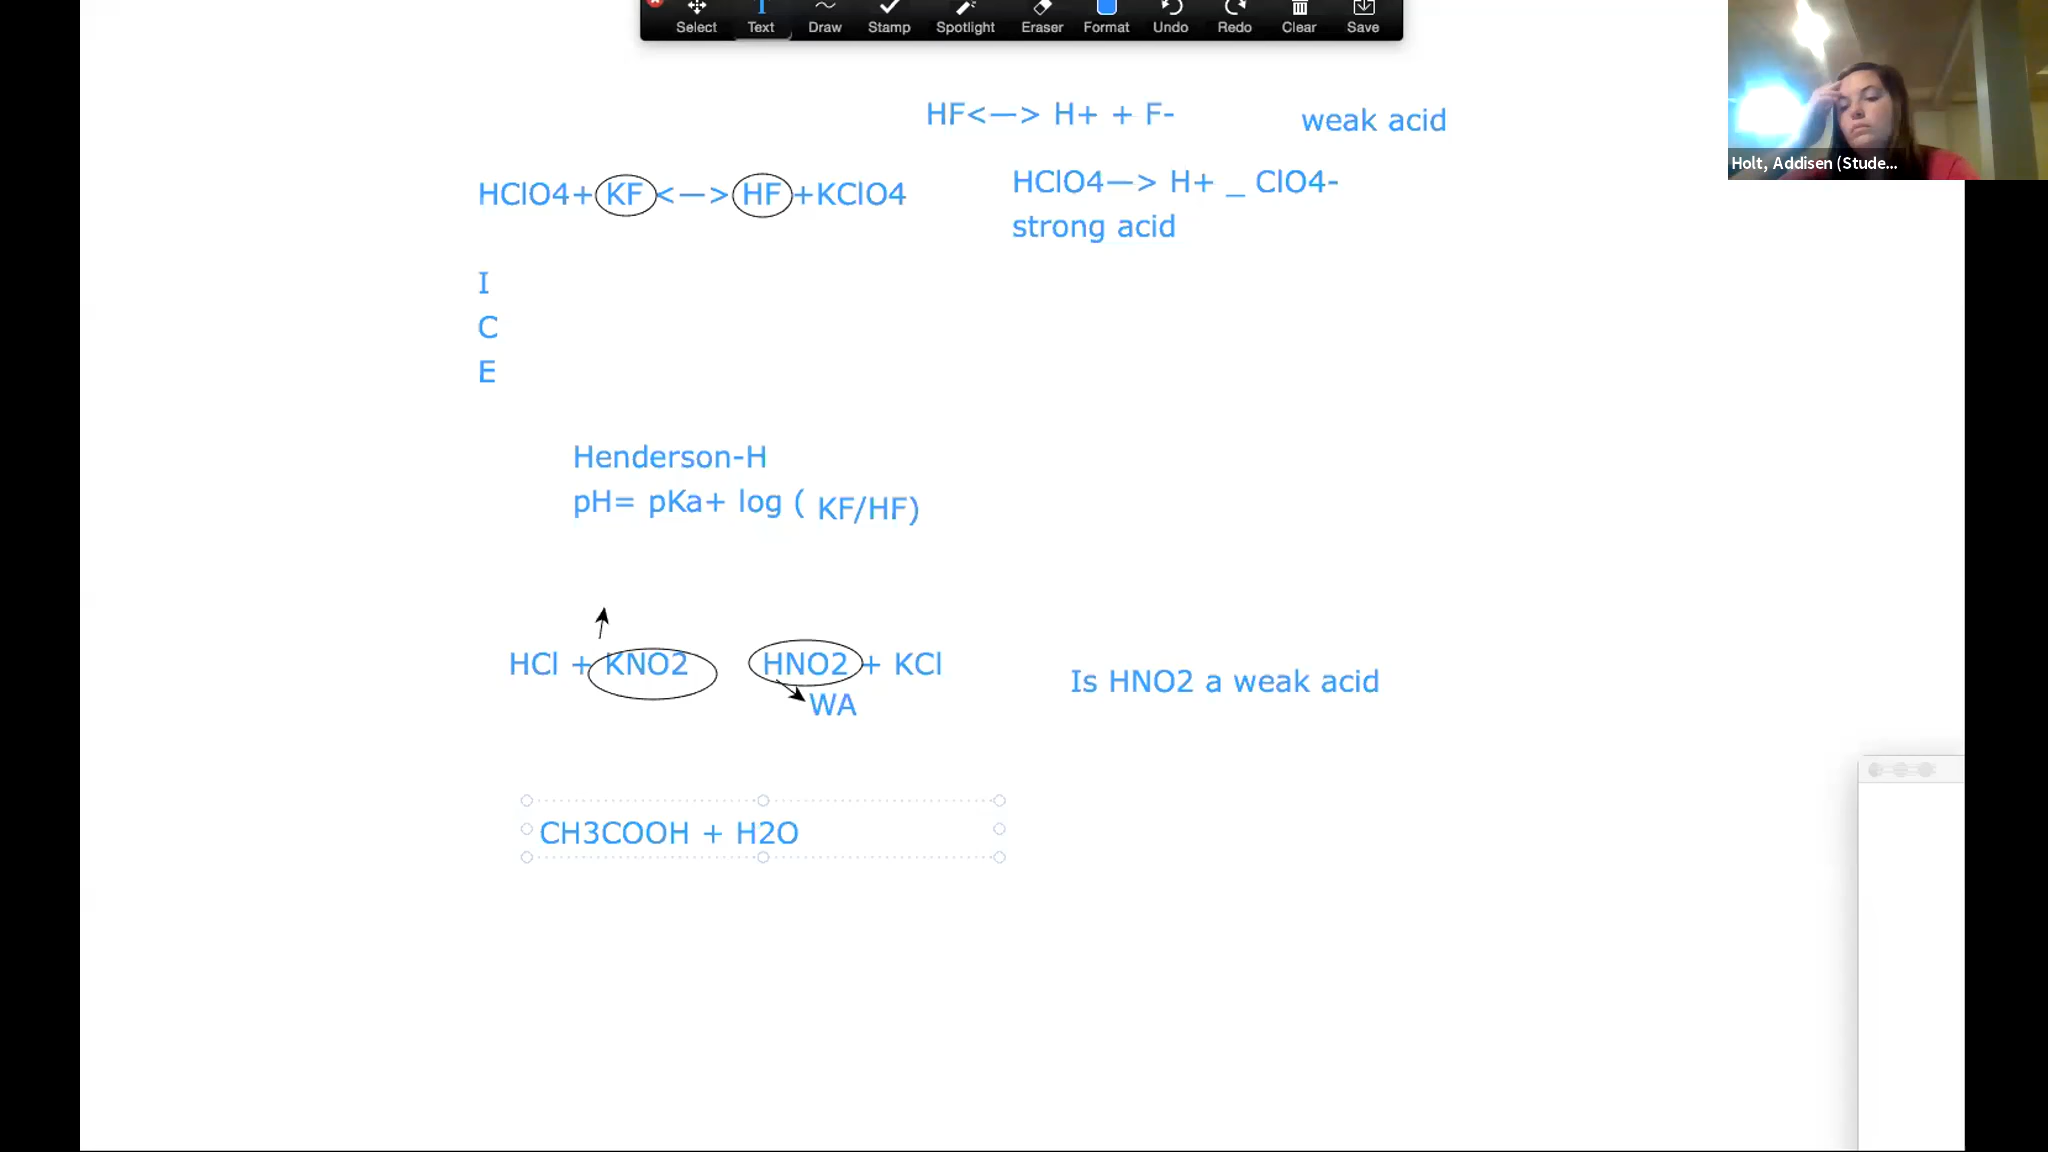 Select Text Draw Stamp Spotlight Eraser Format Undo Redo Clear Save
Holt, Addisen (Stude...
HF<—> H+ + F-
weak acid
HClO4+ KF <—> HF +KClO4
HClO4—> H+ _ ClO4-
strong acid
I
C
E
Henderson-H
pH= pKa+ log ( KF/HF)
HCl + KNO2 HNO2 + KCl
WA
Is HNO2 a weak acid
CH3COOH + H2O